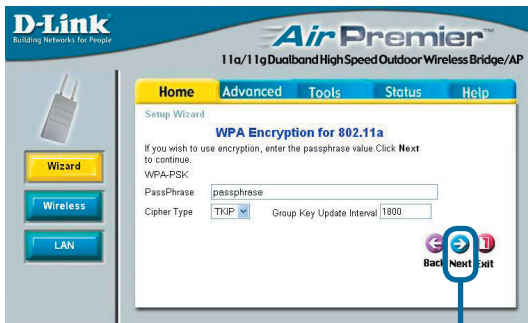 D-Link
Building Networks for People
Air Premier™
11a/11g Dualband High Speed Outdoor Wireless Bridge/AP
Home Advanced Tools Status Help
Setup Wizard
WPA Encryption for 802.11a
If you wish to use encryption, enter the passphrase value.Click Next
to continue.
WPA-PSK
PassPhrase passphrase
Cipher Type TKIP Group Key Update Interval 1800
Back Next Exit
Wizard
Wireless
LAN